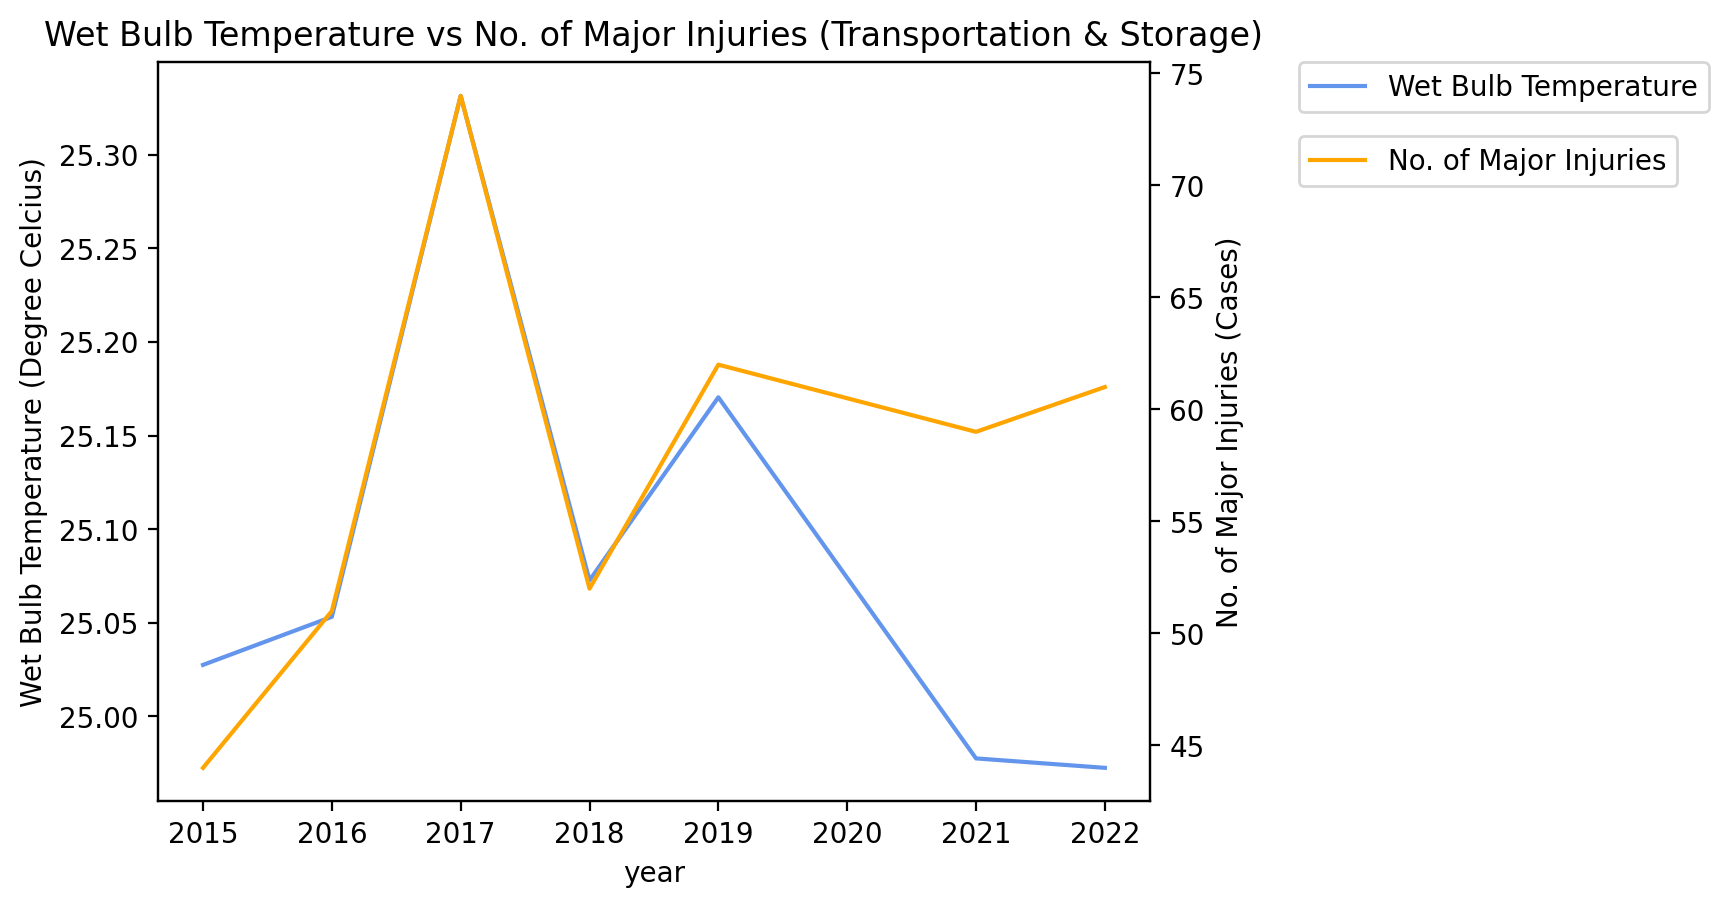 Wet Bulb Temperature vs No. of Major Injuries (Transportation & Storage)
Wet Bulb Temperature
No. of Major Injuries
Wet Bulb Temperature (Degree Celcius)
25.30
25.25
25.20
25.15
25.10
25.05
25.00
75
70
65
60
55
50
45
No. of Major Injuries (Cases)
2015 2016 2017 2018 2019 2020 2021 2022
year